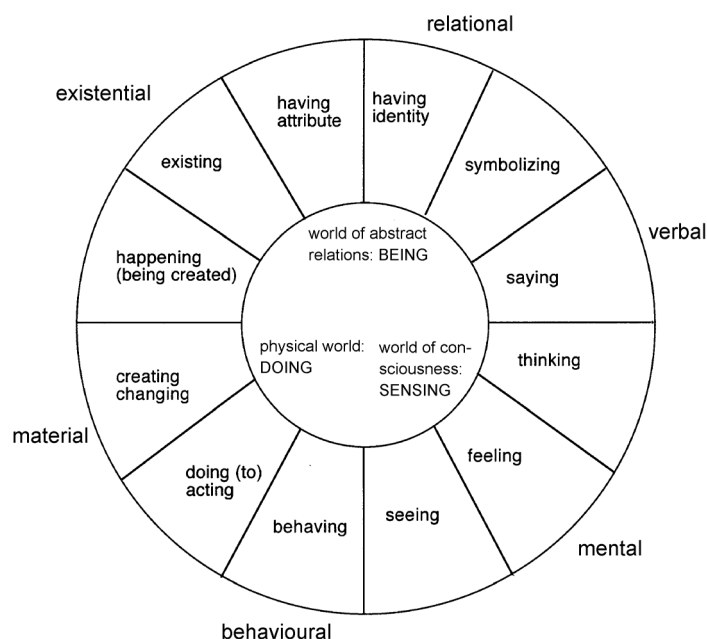 relational
existential
having
attribute
having
identity
existing
symbolizing
verbal
world of abstract
relations: BEING
happening
(being created)
saying
physical world:
DOING
world of con-
sciousness:
SENSING
thinking
creating
changing
material
feeling
doing (to)
acting
seeing
behaving
mental
behavioural